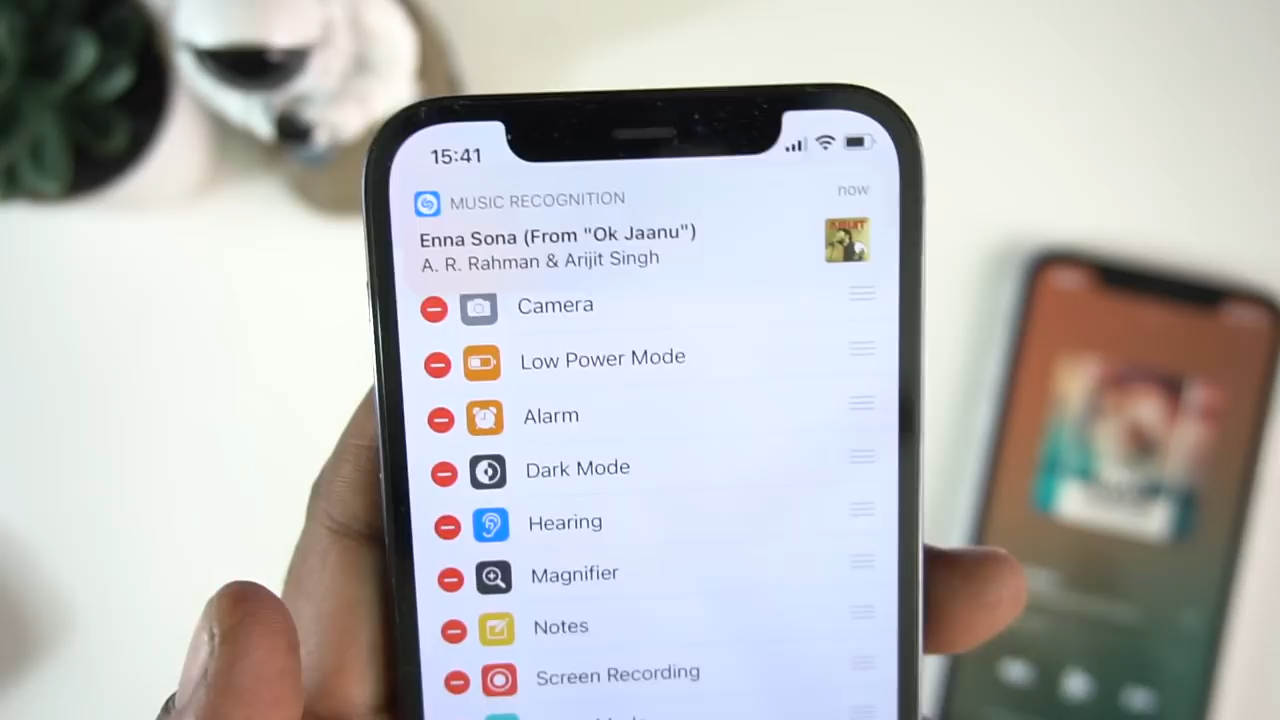 15:41
MUSIC RECOGNITION
now
Enna Sona (From "Ok Jaanu")
A. R. Rahman & Arijit Singh
Camera
Low Power Mode
Alarm
Dark Mode
Hearing
Magnifier
Notes
Screen Recording